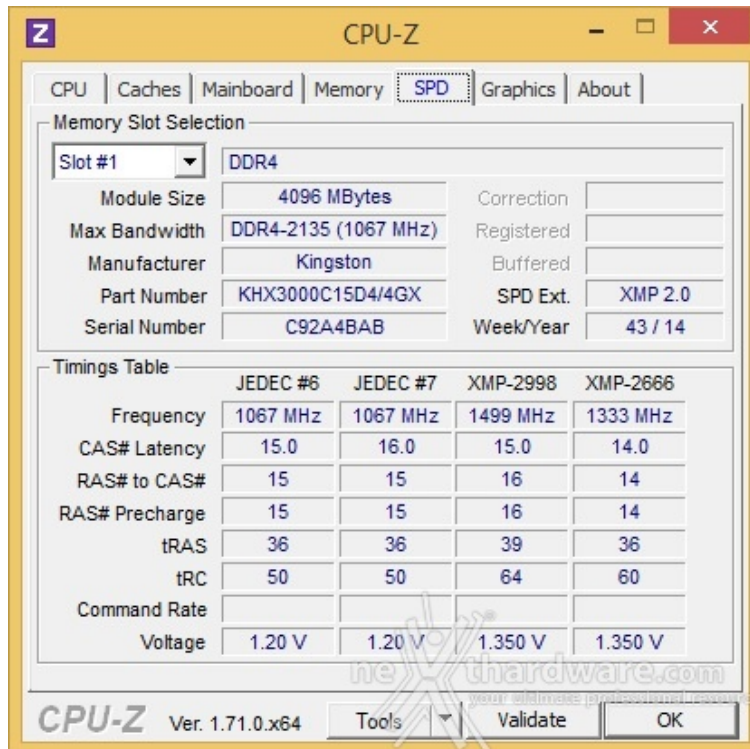 Z CPU-Z
CPU Caches Mainboard Memory SPD Graphics About
Memory Slot Selection
Slot #1 DDR4
Module Size 4096 MBytes Correction
Max Bandwidth DDR4-2135 (1067 MHz) Registered
Manufacturer Kingston Buffered
Part Number KHX3000C15D4/4GX SPD Ext. XMP 2.0
Serial Number C92A4BAB Week/Year 43 / 14
Timings Table
JEDEC #6 JEDEC #7 XMP-2998 XMP-2666
Frequency 1067 MHz 1067 MHz 1499 MHz 1333 MHz
CAS# Latency 15.0 16.0 15.0 14.0
RAS# to CAS# 15 15 16 14
RAS# Precharge 15 15 16 14
tRAS 36 36 39 36
tRC 50 50 64 60
Command Rate
Voltage 1.20 V 1.20 V 1.350 V 1.350 V
nexthardware.com
your ultimate professional resource
CPU-Z Ver. 1.71.0.x64 Tools Validate OK